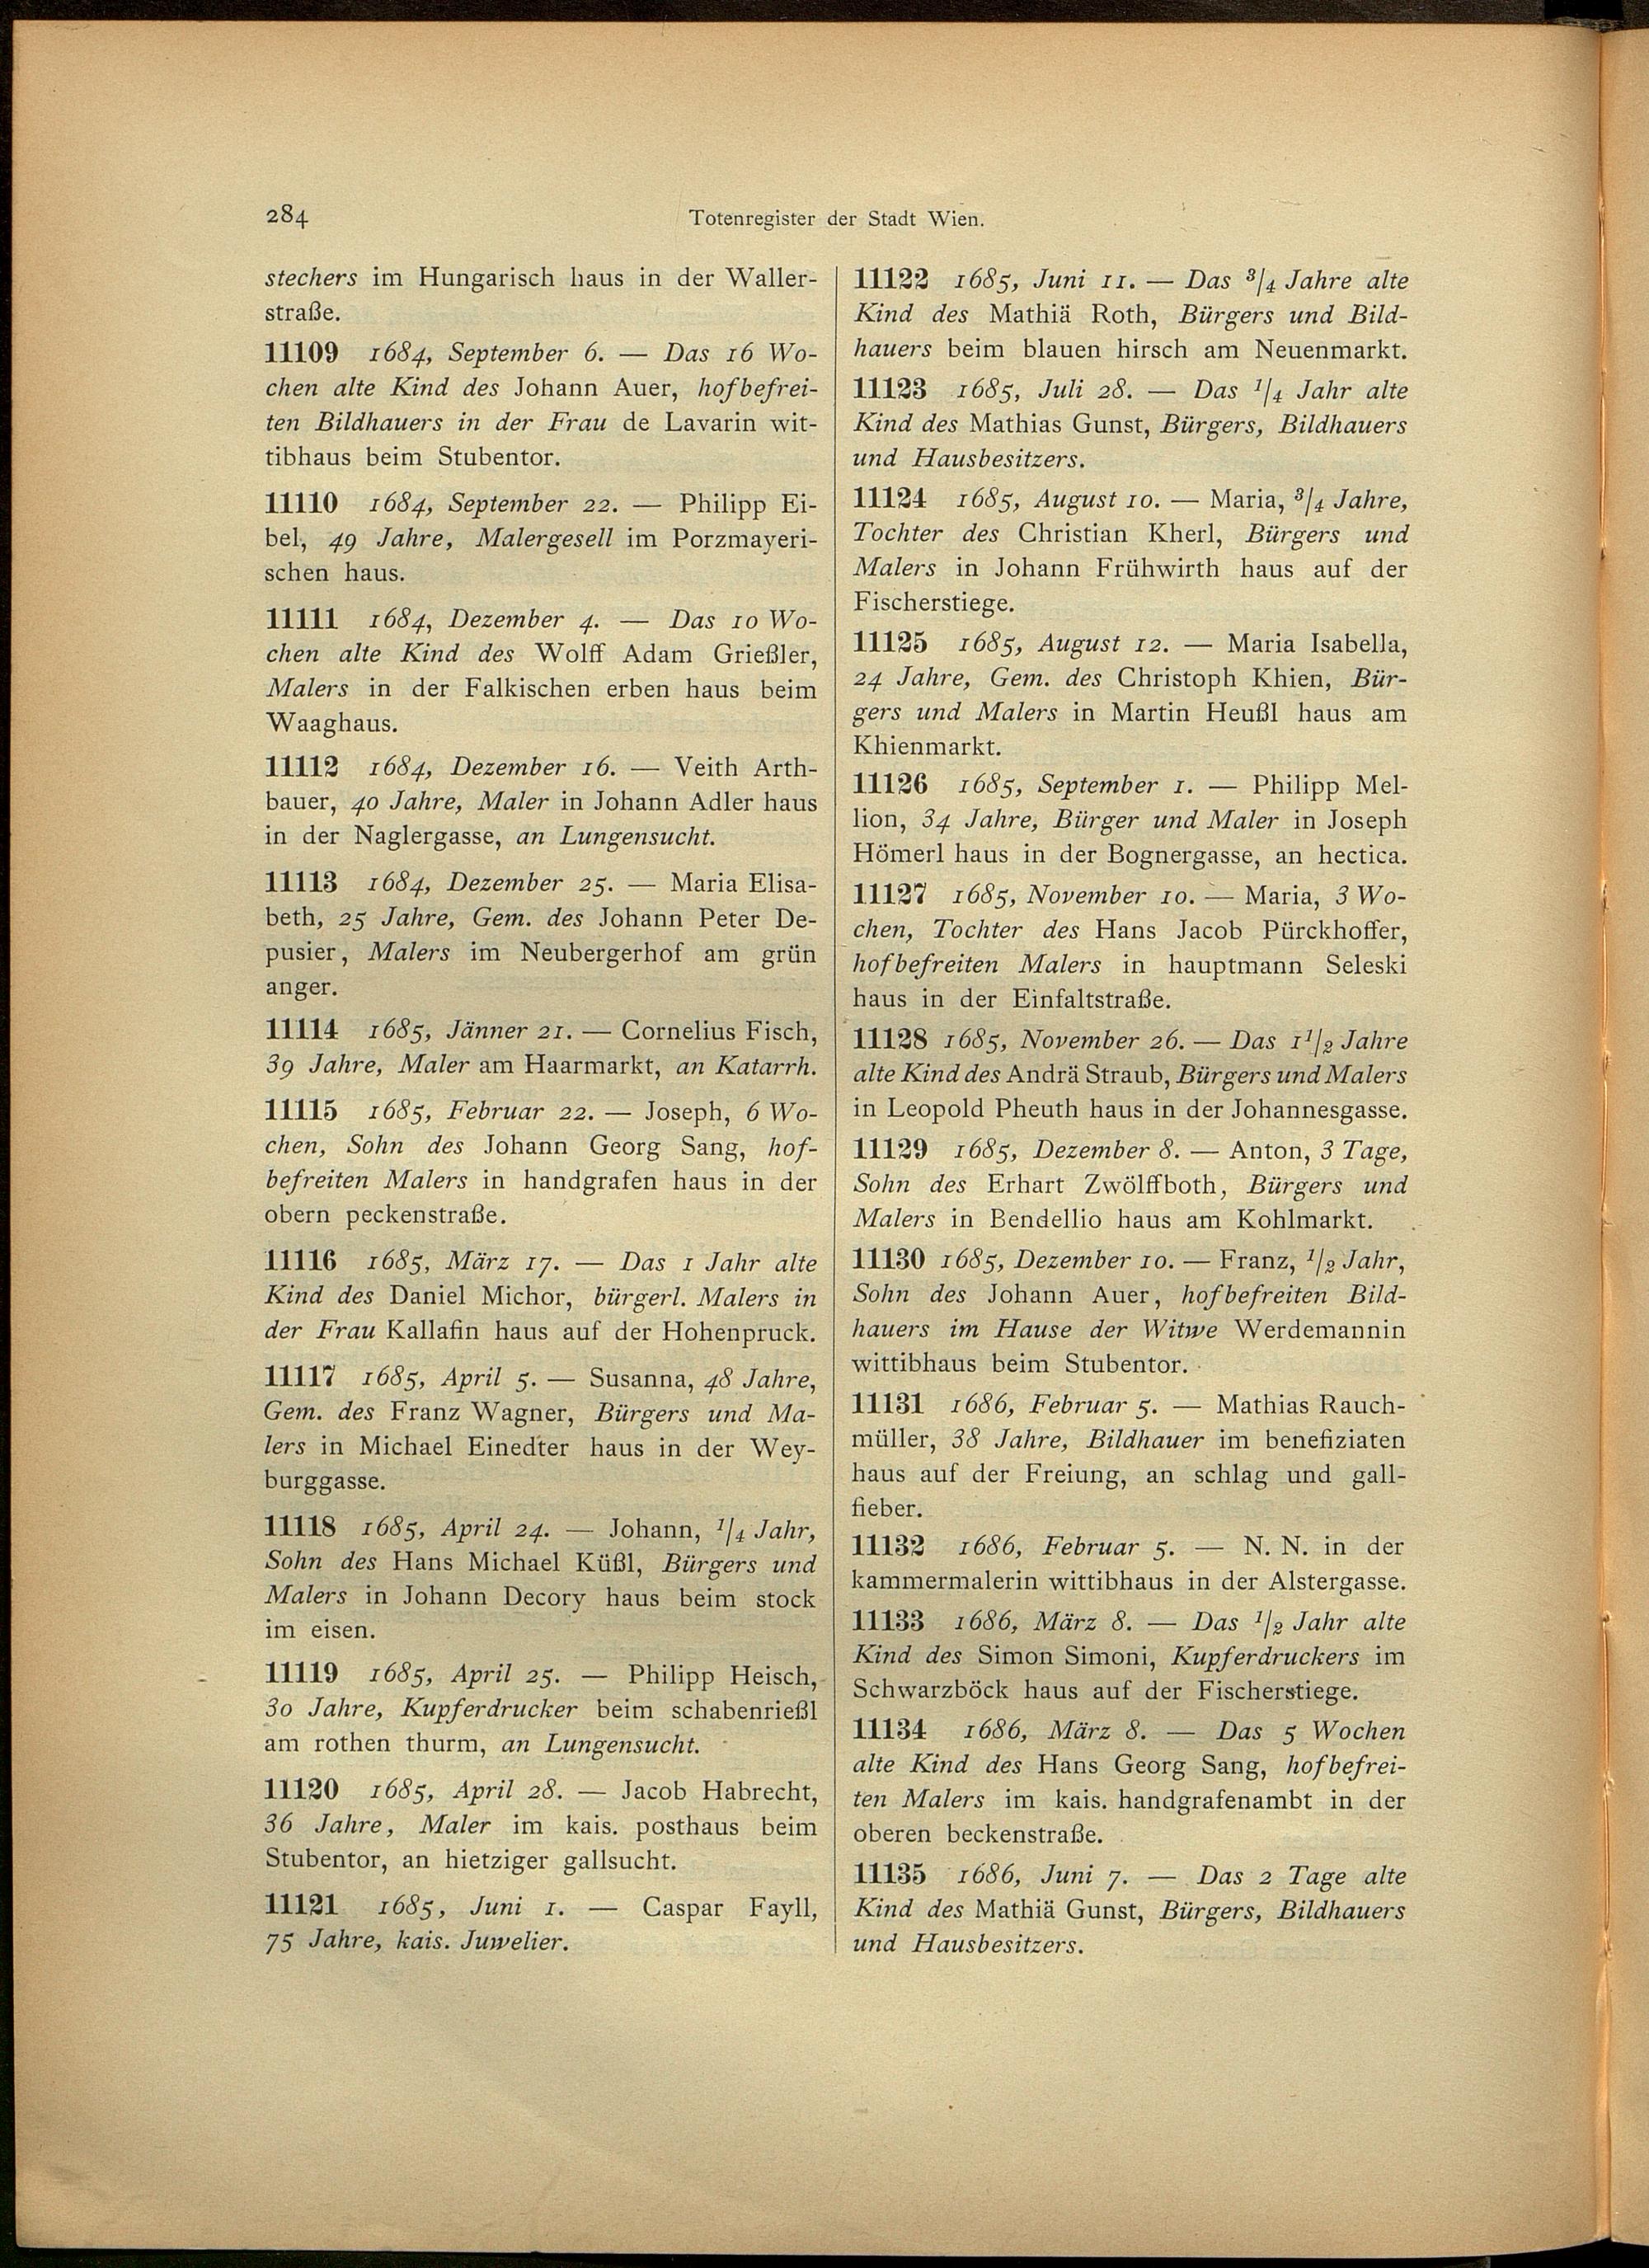 284
Totenregister der Stadt Wien.
stechers im Hungarisch haus in der Waller-
straße.
11109 1684, September 6. — Das 16 Wo-
chen alte Kind des Johann Auer, hofbefrei-
ten Bildhauers in der Frau de Lavarin wit-
tibhaus beim Stubentor.
11110 1684, September 22. — Philipp Ei-
bel, 49 Jahre, Malergesell im Porzmayeri-
schen haus.
11111 1684, Dezember 4. — Das 10 Wo-
chen alte Kind des Wolff Adam Grießler,
Malers in der Falkischen erben haus beim
Waaghaus.
11112 1684, Dezember 16. — Veith Arth-
bauer, 40 Jahre, Maler in Johann Adler haus
in der Naglergasse, an Lungensucht.
11113 1684, Dezember 25. — Maria Elisa-
beth, 25 Jahre, Gem. des Johann Peter De-
pusier, Malers im Neubergerhof am grün
anger.
11114 1685, Jänner 21. — Cornelius Fisch,
39 Jahre, Maler am Haarmarkt, an Katarrh.
11115 1685, Februar 22. — Joseph, 6 Wo-
chen, Sohn des Johann Georg Sang, hof-
befreiten Malers in handgrafen haus in der
obern peckenstraße.
11116 1685, März 17. — Das 1 Jahr alte
Kind des Daniel Michor, bürgerl. Malers in
der Frau Kallafin haus auf der Hohenpruck.
11117 1685, April 5. — Susanna, 48 Jahre,
Gem. des Franz Wagner, Bürgers und Ma-
lers in Michael Einedter haus in der Wey-
burggasse.
11118 1685, April 24. — Johann, 1/4 Jahr,
Sohn des Hans Michael Küßl, Bürgers und
Malers in Johann Decory haus beim stock
im eisen.
11119 1685, April 25. — Philipp Heisch,
30 Jahre, Kupferdrucker beim schabenrießl
am rothen thurm, an Lungensucht.
11120 1685, April 28. — Jacob Habrecht,
36 Jahre, Maler im kais. posthaus beim
Stubentor, an hietziger gallsucht.
11121 1685, Juni 1. — Caspar Fayll,
75 Jahre, kais. Juwelier.
11122 1685, Juni 11. — Das 3/4 Jahre alte
Kind des Mathiä Roth, Bürgers und Bild-
hauers beim blauen hirsch am Neuenmarkt.
11123 1685, Juli 28. — Das 1/4 Jahr alte
Kind des Mathias Gunst, Bürgers, Bildhauers
und Hausbesitzers.
11124 1685, August 10. — Maria, 3/4 Jahre,
Tochter des Christian Kherl, Bürgers und
Malers in Johann Frühwirth haus auf der
Fischerstiege.
11125 1685, August 12. — Maria Isabella,
24 Jahre, Gem. des Christoph Khien, Bür-
gers und Malers in Martin Heußl haus am
Khienmarkt.
11126 1685, September 1. — Philipp Mel-
lion, 34 Jahre, Bürger und Maler in Joseph
Hömerl haus in der Bognergasse, an hectica.
11127 1685, November 10. — Maria, 3 Wo-
chen, Tochter des Hans Jacob Pürckhoffer,
hofbefreiten Malers in hauptmann Seleski
haus in der Einfaltstraße.
11128 1685, November 26. — Das 1 1/2 Jahre
alte Kind des Andrä Straub, Bürgers und Malers
in Leopold Pheuth haus in der Johannesgasse.
11129 1685, Dezember 8. — Anton, 3 Tage,
Sohn des Erhart Zwölffboth, Bürgers und
Malers in Bendellio haus am Kohlmarkt.
11130 1685, Dezember 10. — Franz, 1/2 Jahr,
Sohn des Johann Auer, hofbefreiten Bild-
hauers im Hause der Witwe Werdemannin
wittibhaus beim Stubentor.
11131 1686, Februar 5. — Mathias Rauch-
müller, 38 Jahre, Bildhauer im benefiziaten
haus auf der Freiung, an schlag und gall-
fieber.
11132 1686, Februar 5. — N. N. in der
kammermalerin wittibhaus in der Alstergasse.
11133 1686, März 8. — Das 1/2 Jahr alte
Kind des Simon Simoni, Kupferdruckers im
Schwarzböck haus auf der Fischerstiege.
11134 1686, März 8. — Das 5 Wochen
alte Kind des Hans Georg Sang, hofbefrei-
ten Malers im kais. handgrafenambt in der
oberen beckenstraße.
11135 1686, Juni 7. — Das 2 Tage alte
Kind des Mathiä Gunst, Bürgers, Bildhauers
und Hausbesitzers.